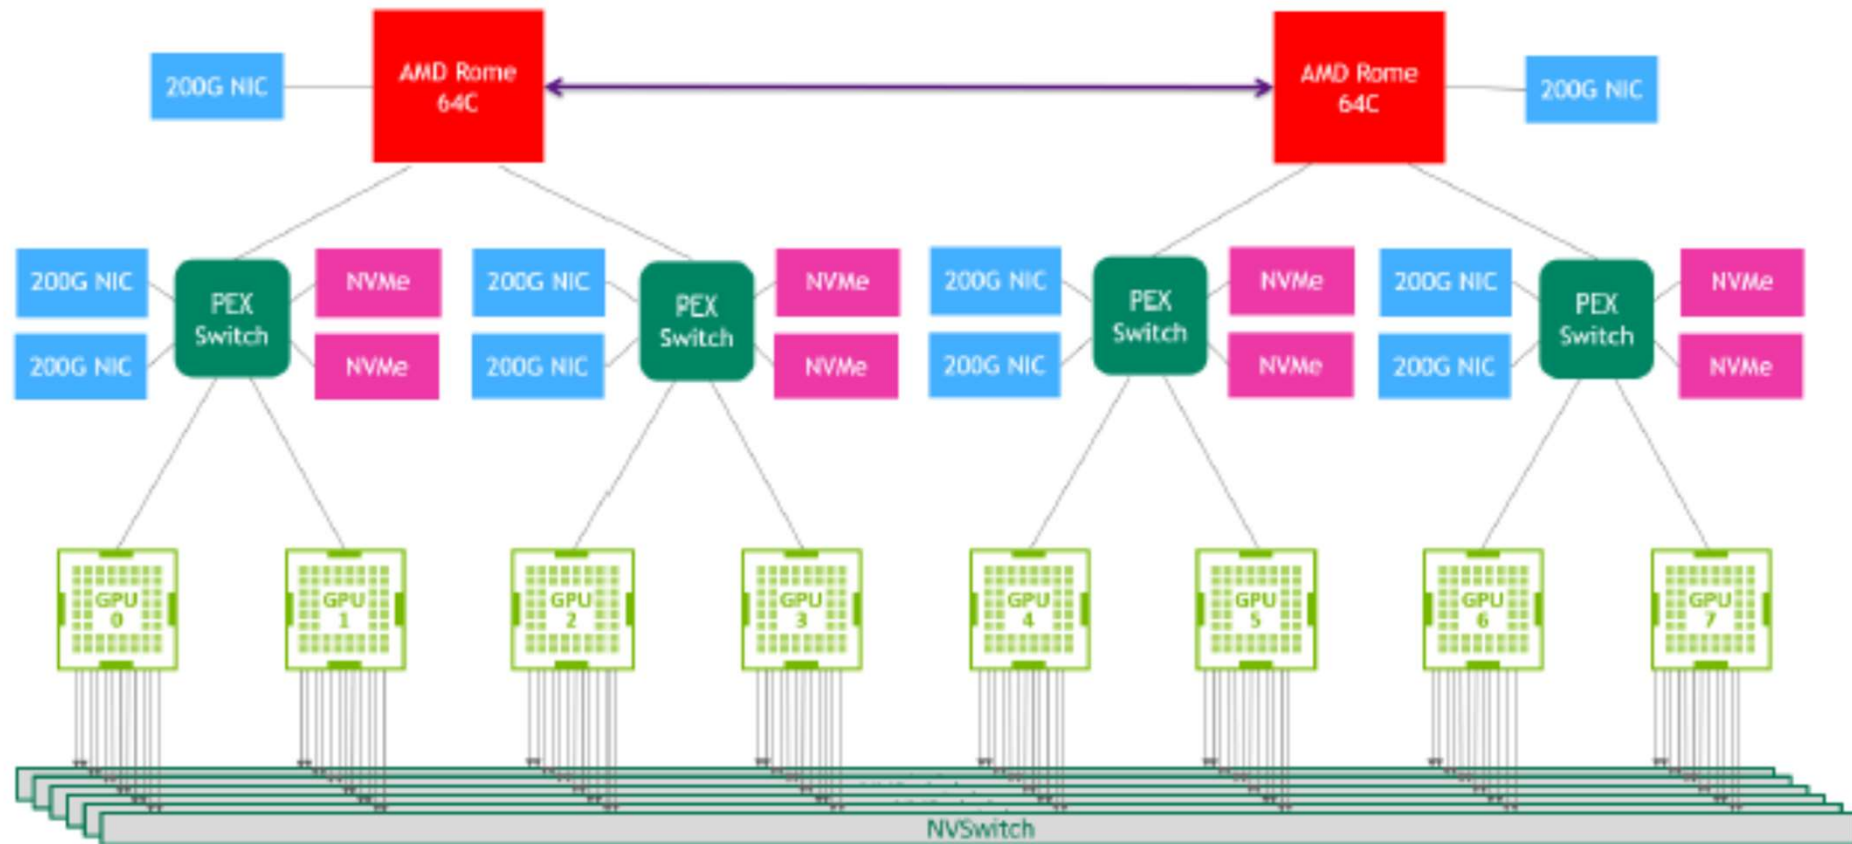 AMD Rome
64C
AMD Rome
64C
200G NIC
200G NIC
200G NIC
200G NIC
PEX
Switch
NVMe
NVMe
200G NIC
200G NIC
PEX
Switch
NVMe
NVMe
200G NIC
200G NIC
PEX
Switch
NVMe
NVMe
200G NIC
200G NIC
PEX
Switch
NVMe
NVMe
GPU
0
GPU
1
GPU
2
GPU
3
GPU
4
GPU
5
GPU
6
GPU
7
NVSwitch